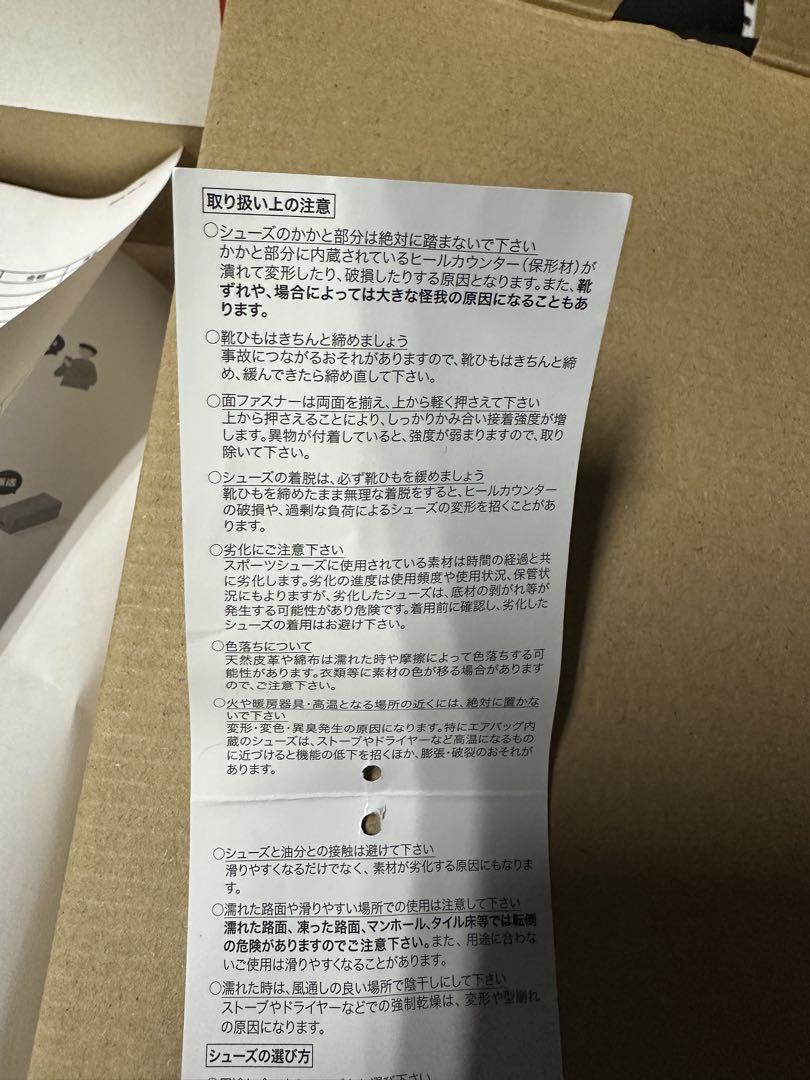 取り扱い上の注意
○シューズのかかと部分は絶対に踏まないで下さい
かかと部分に内蔵されているヒールカウンター(保形材)が
潰れて変形したり、破損したりする原因となります。また、靴
ずれや、場合によっては大きな怪我の原因になることもあ
ります。
○靴ひもはきちんと締めましょう
事故につながるおそれがありますので、靴ひもはきちんと締
め、緩んできたら締め直して下さい。
○面ファスナーは両面を揃え、上から軽く押さえて下さい
上から押さえることにより、しっかりかみ合い接着強度が増
します。異物が付着していると、強度が弱まりますので、取り
除いて下さい。
○シューズの着脱は、必ず靴ひもを緩めましょう
靴ひもを締めたまま無理な着脱をすると、ヒールカウンター
の破損や、過剰な負荷によるシューズの変形を招くことがあ
ります。
○劣化にご注意下さい
スポーツシューズに使用されている素材は時間の経過と共
に劣化します。劣化の進度は使用頻度や使用状況、保管状
況にもよりますが、劣化したシューズは、底材の剥がれ等が
発生する可能性があり危険です。着用前に確認し、劣化した
シューズの着用はお避け下さい。
○色落ちについて
天然皮革や綿布は濡れた時や摩擦によって色落ちする可
能性があります。衣類等に素材の色が移る場合があります
ので、ご注意下さい。
○火や暖房器具・高温となる場所の近くには、絶対に置かな
いで下さい
変形・変色・異臭発生の原因になります。特にエアバッグ内
蔵のシューズは、ストーブやドライヤーなど高温になるもの
に近づけると機能の低下を招くほか、膨張・破裂のおそれが
あります。
○シューズと油分との接触は避けて下さい
滑りやすくなるだけでなく、素材が劣化する原因にもなりま
す。
○濡れた路面や滑りやすい場所での使用は注意して下さい
濡れた路面、凍った路面、マンホール、タイル床等では転倒
の危険がありますのでご注意下さい。また、用途に合わな
いご使用は滑りやすくなることがあります。
○濡れた時は、風通しの良い場所で陰干しにして下さい
ストーブやドライヤーなどでの強制乾燥は、変形や型崩れ
の原因になります。
シューズの選び方